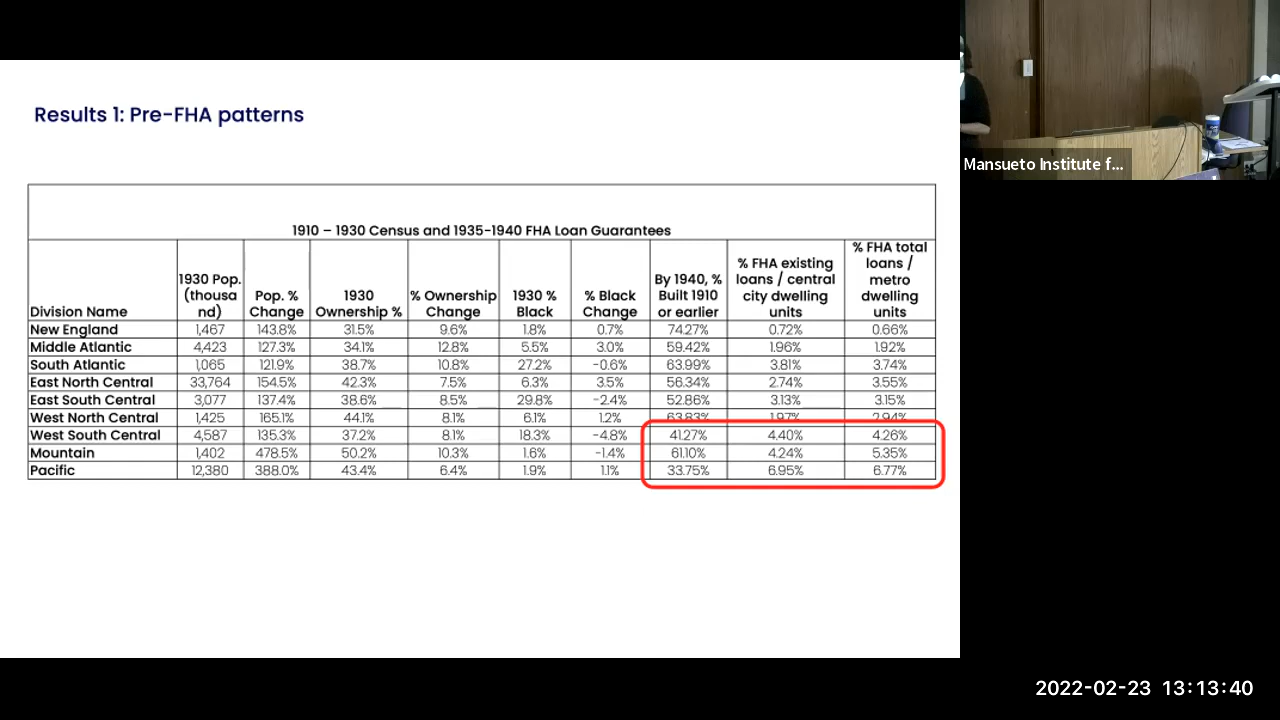 Results 1: Pre-FHA patterns
1910 – 1930 Census and 1935-1940 FHA Loan Guarantees
Division Name 1930 Pop. (thousa nd) Pop. % Change 1930 Ownership % % Ownership Change 1930 % Black % Black Change By 1940, % Built 1910 or earlier % FHA existing loans / central city dwelling units % FHA total loans / metro dwelling units
New England 1,467 143.8% 31.5% 9.6% 1.8% 0.7% 74.27% 0.72% 0.66%
Middle Atlantic 4,423 127.3% 34.1% 12.8% 5.5% 3.0% 59.42% 1.96% 1.92%
South Atlantic 1,065 121.9% 38.7% 10.8% 27.2% -0.6% 63.99% 3.81% 3.74%
East North Central 33,764 154.5% 42.3% 7.5% 6.3% 3.5% 56.34% 2.74% 3.55%
East South Central 3,077 137.4% 38.6% 8.5% 29.8% -2.4% 52.86% 3.13% 3.15%
West North Central 1,425 165.1% 44.1% 8.1% 6.1% 1.2% 63.83% 1.97% 2.94%
West South Central 4,587 135.3% 37.2% 8.1% 18.3% -4.8% 41.27% 4.40% 4.26%
Mountain 1,402 478.5% 50.2% 10.3% 1.6% -1.4% 61.10% 4.24% 5.35%
Pacific 12,380 388.0% 43.4% 6.4% 1.9% 1.1% 33.75% 6.95% 6.77%
Mansueto Institute f...
2022-02-23 13:13:40